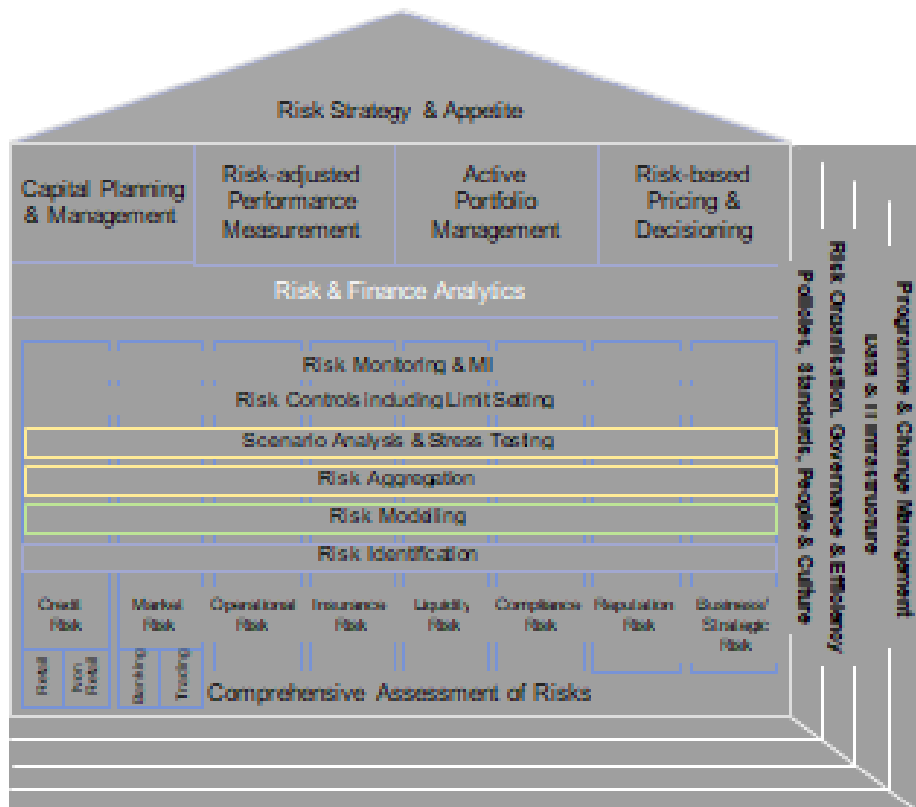 Risk Strategy & Appetite
Capital Planning
& Management
Risk-adjusted
Performance
Measurement
Active
Portfolio
Management
Risk-based
Pricing &
Decisioning
Risk & Finance Analytics
Risk Monitoring & MI
Risk Controls including Limit Setting
Scenario Analysis & Stress Testing
Risk Aggregation
Risk Modelling
Risk Identification
Credit
Risk
Market
Risk
Operational
Risk
Insurance
Risk
Liquidity
Risk
Compliance
Risk
Reputation
Risk
Business/
Strategic
Risk
Retail
Non
Retail
Banking
Trading
Comprehensive Assessment of Risks
Policies, Standards, People & Culture
Risk Organisation, Governance & Efficiency
Data & IT Infrastructure
Programme & Change Management